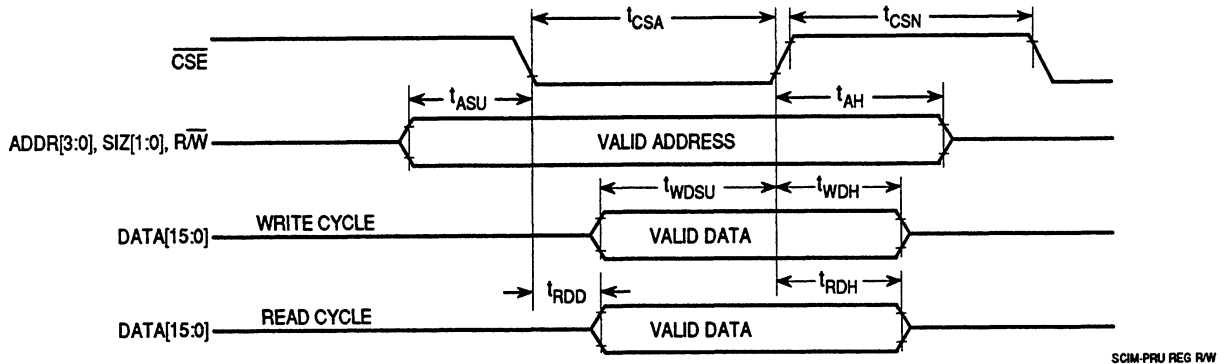 tCSA
tCSN
CSE
tASU
tAH
ADDR[3:0], SIZ[1:0], R/W
VALID ADDRESS
tWDSU
tWDH
WRITE CYCLE
DATA[15:0]
VALID DATA
tRDD
tRDH
READ CYCLE
DATA[15:0]
VALID DATA
SCIM-PRU REG R/W